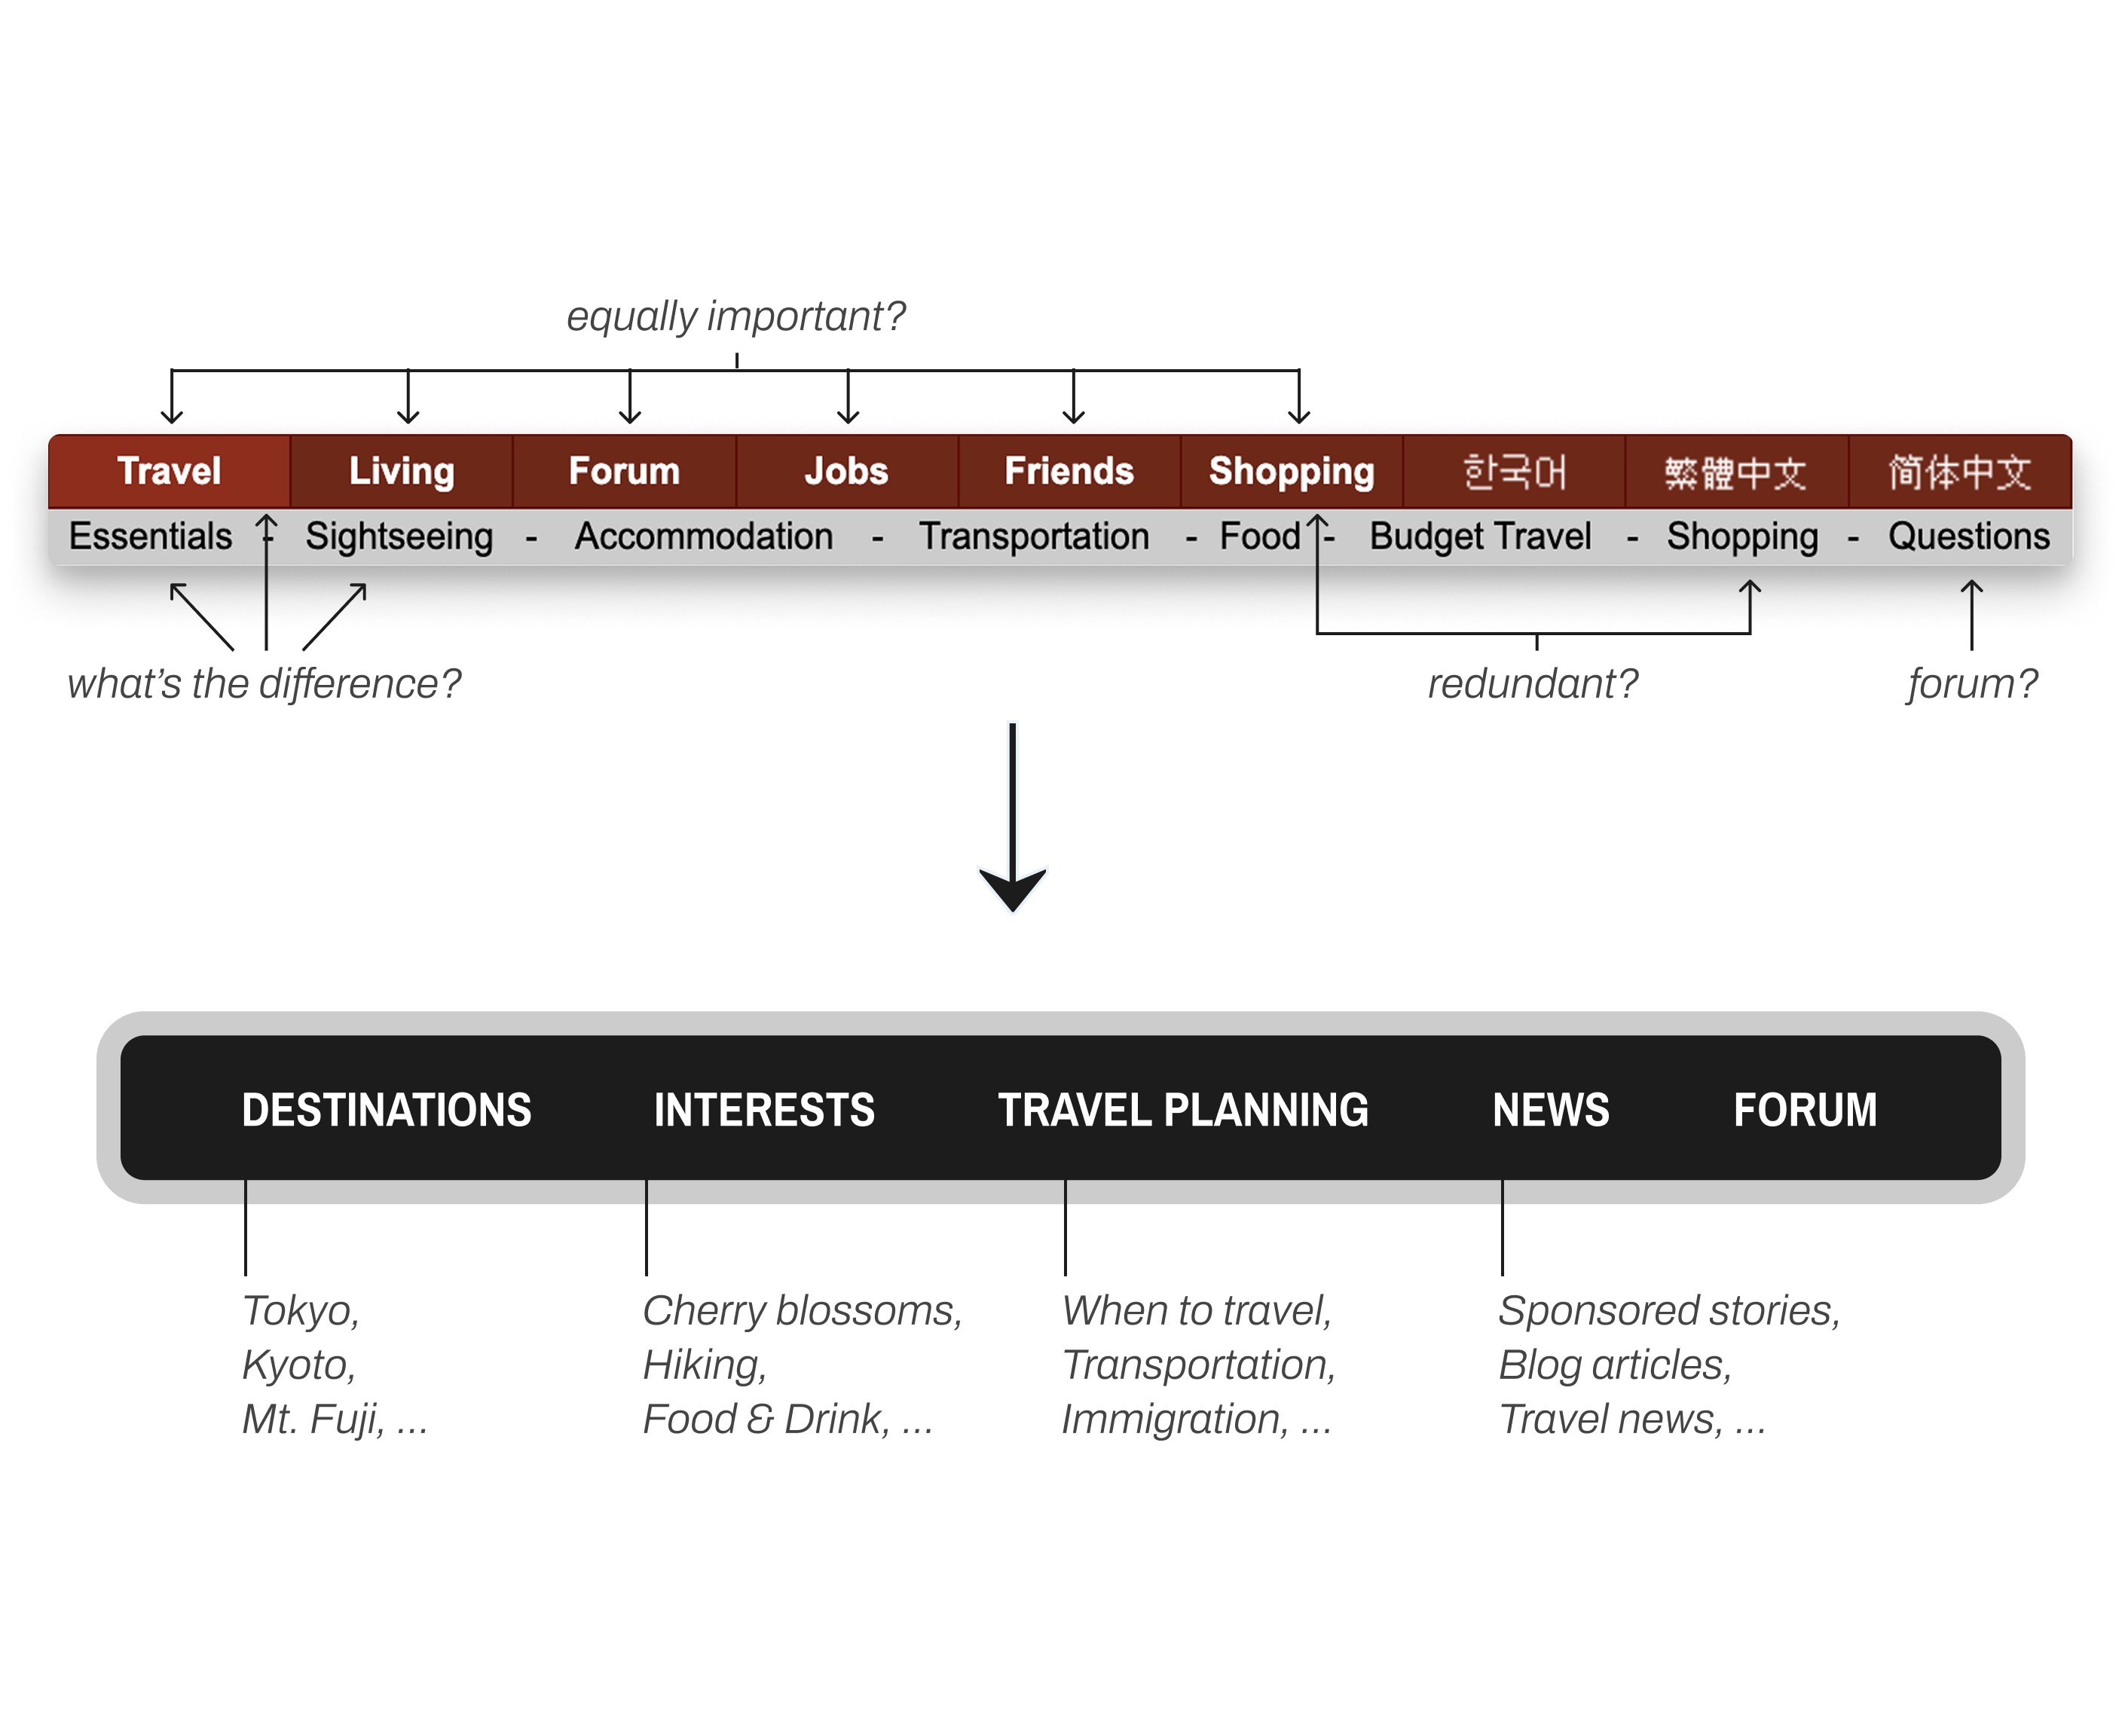 equally important?
Travel Living Forum Jobs Friends Shopping 한국어 繁體中文 简体中文
Essentials - Sightseeing - Accommodation - Transportation - Food - Budget Travel - Shopping - Questions
what's the difference? redundant? forum?
DESTINATIONS INTERESTS TRAVEL PLANNING NEWS FORUM
Tokyo,
Kyoto,
Mt. Fuji, ...
Cherry blossoms,
Hiking,
Food & Drink, ...
When to travel,
Transportation,
Immigration, ...
Sponsored stories,
Blog articles,
Travel news, ...